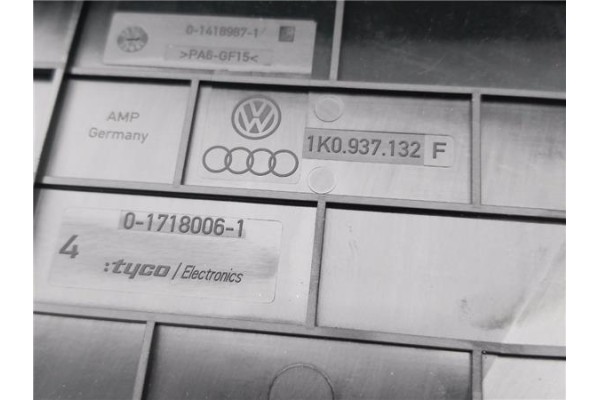 0-1418987-1
>PA6-GF15<
AMP
Germany
1K0.937.132 F
0-1718006-1
4
:tyco / Electronics